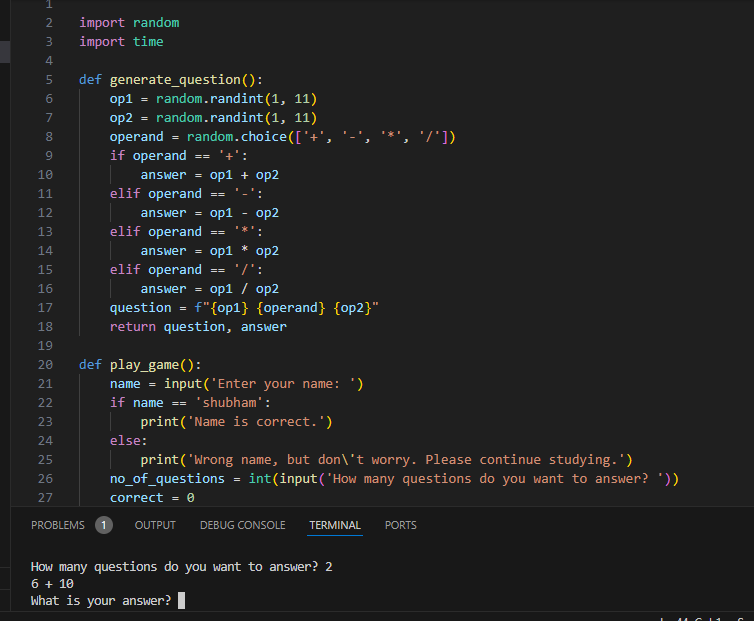 1
2 import random
3 import time
4
5 def generate_question():
6     op1 = random.randint(1, 11)
7     op2 = random.randint(1, 11)
8     operand = random.choice(['+', '-', '*', '/'])
9     if operand == '+':
10         answer = op1 + op2
11     elif operand == '-':
12         answer = op1 - op2
13     elif operand == '*':
14         answer = op1 * op2
15     elif operand == '/':
16         answer = op1 / op2
17     question = f"{op1} {operand} {op2}"
18     return question, answer
19
20 def play_game():
21     name = input('Enter your name: ')
22     if name == 'shubham':
23         print('Name is correct.')
24     else:
25         print('Wrong name, but don\'t worry. Please continue studying.')
26     no_of_questions = int(input('How many questions do you want to answer? '))
27     correct = 0
PROBLEMS 1 OUTPUT DEBUG CONSOLE TERMINAL PORTS
How many questions do you want to answer? 2
6 + 10
What is your answer?